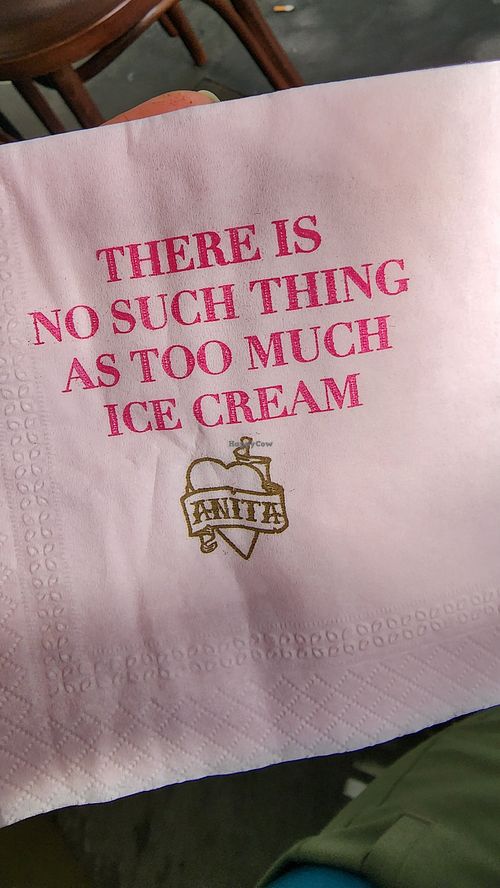 THERE IS
NO SUCH THING
AS TOO MUCH
ICE CREAM
HappyCow
ANITA